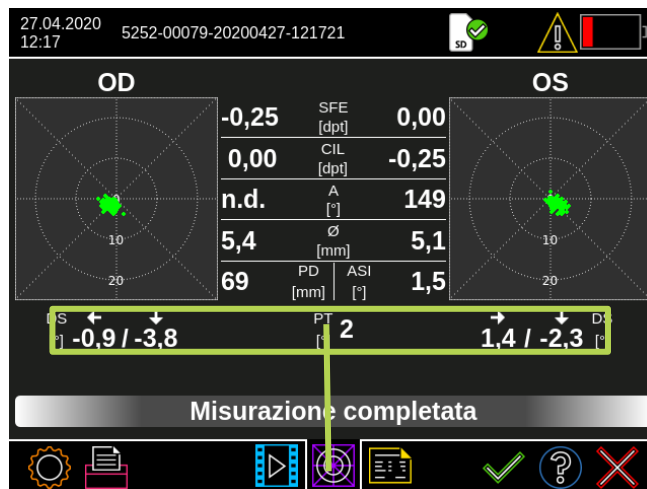 27.04.2020
12:17
5252-00079-20200427-121721
SD
OD
OS
-0,25 SFE [dpt] 0,00
0,00 CIL [dpt] -0,25
n.d. A [°] 149
5,4 Ø [mm] 5,1
69 PD [mm] ASI [°] 1,5
10
20
10
20
DS [°] -0,9 / -3,8
PT 2
1,4 / -2,3 DS [°]
Misurazione completata